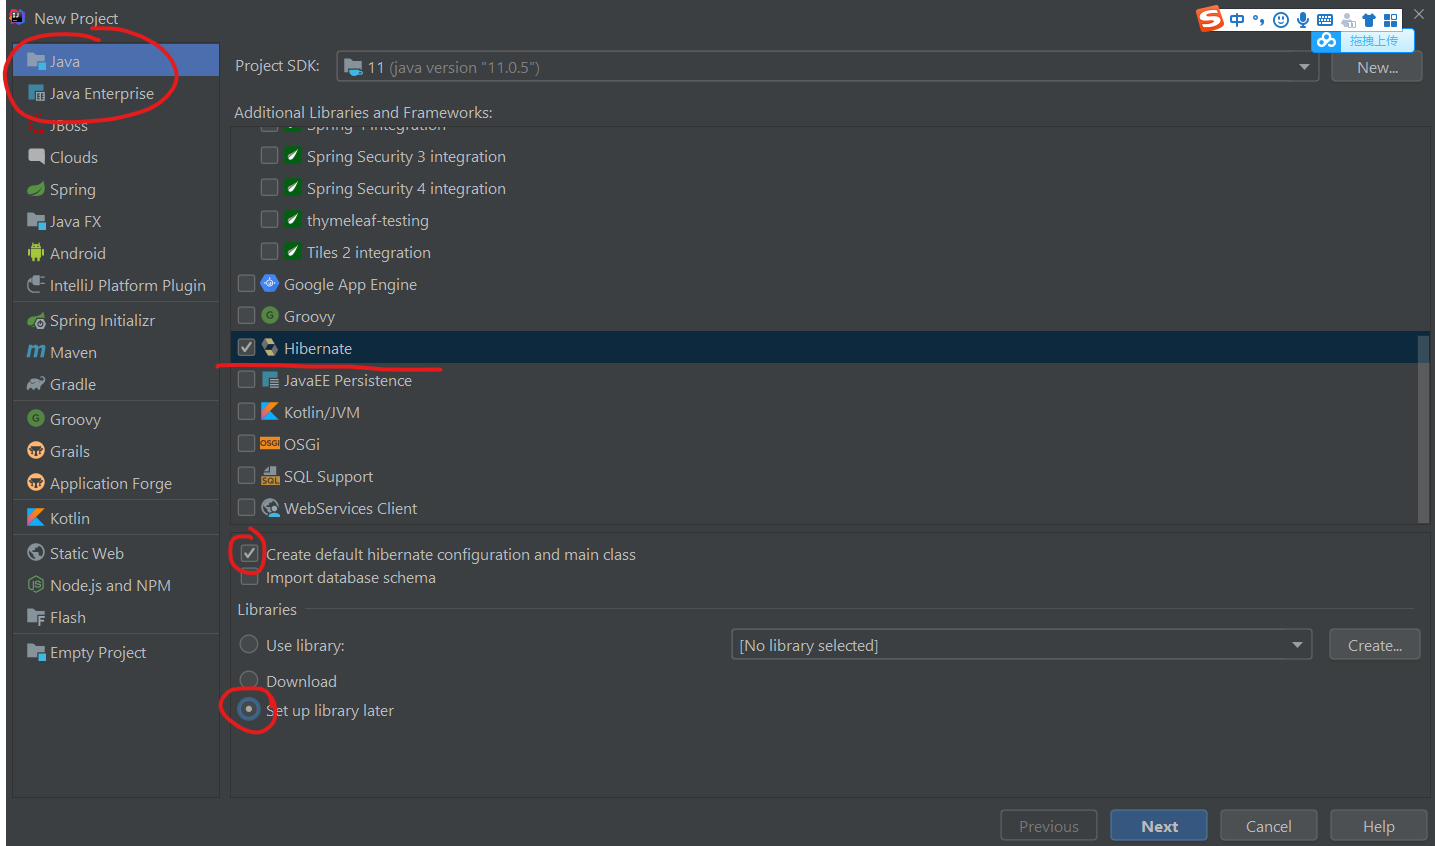 New Project
中
拖拽上传
Java
Java Enterprise
JBoss
Clouds
Spring
Java FX
Android
IntelliJ Platform Plugin
Spring Initializr
Maven
Gradle
Groovy
Grails
Application Forge
Kotlin
Static Web
Node.js and NPM
Flash
Empty Project
Project SDK:
11 (java version "11.0.5")
New...
Additional Libraries and Frameworks:
Spring 4 integration
Spring Security 3 integration
Spring Security 4 integration
thymeleaf-testing
Tiles 2 integration
Google App Engine
Groovy
Hibernate
JavaEE Persistence
Kotlin/JVM
OSGi
SQL Support
WebServices Client
Create default hibernate configuration and main class
Import database schema
Libraries
Use library:
[No library selected]
Create...
Download
Set up library later
Previous
Next
Cancel
Help